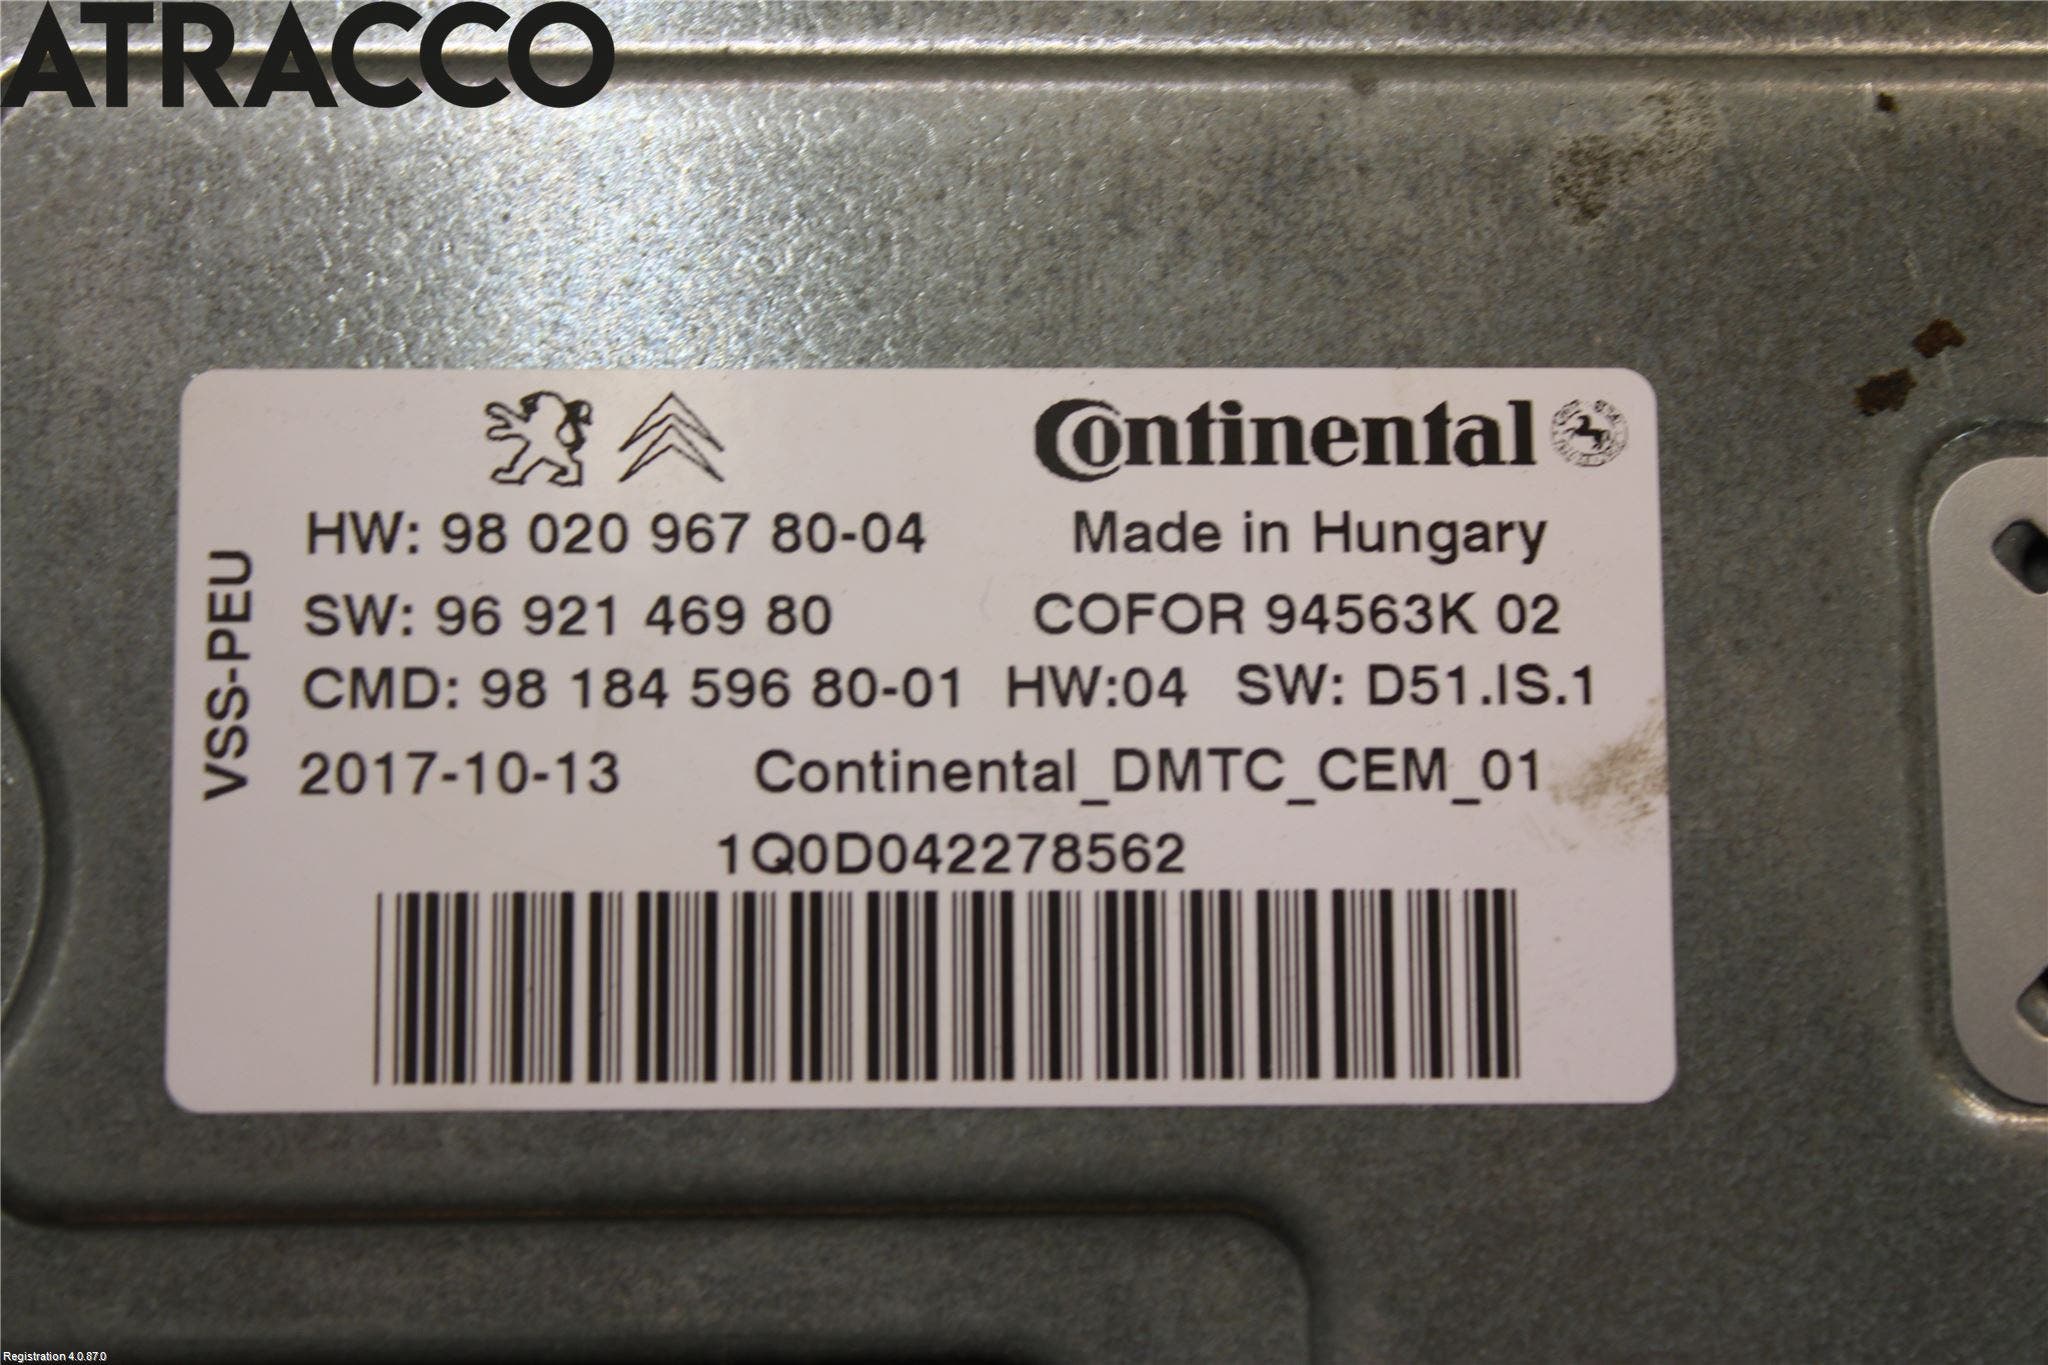 ATRACCO
Continental
HW: 98 020 967 80-04 Made in Hungary
SW: 96 921 469 80 COFOR 94563K 02
CMD: 98 184 596 80-01 HW:04 SW: D51.IS.1
2017-10-13 Continental_DMTC_CEM_01
1Q0D042278562
VSS-PEU
Registration 4.0.87.0